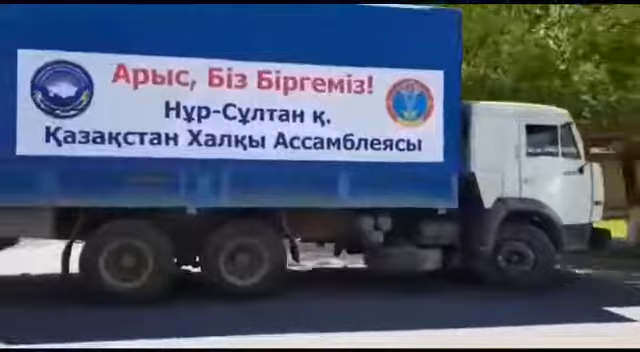 Арыс, Біз Біргеміз!
Нұр-Сұлтан қ.
Қазақстан Халқы Ассамблеясы